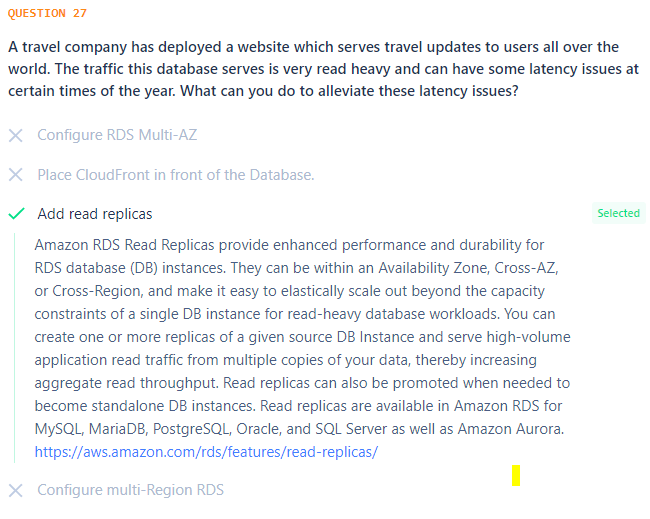 QUESTION 27
A travel company has deployed a website which serves travel updates to users all over the
world. The traffic this database serves is very read heavy and can have some latency issues at
certain times of the year. What can you do to alleviate these latency issues?
Configure RDS Multi-AZ
Place CloudFront in front of the Database.
Add read replicas
Selected
Amazon RDS Read Replicas provide enhanced performance and durability for
RDS database (DB) instances. They can be within an Availability Zone, Cross-AZ,
or Cross-Region, and make it easy to elastically scale out beyond the capacity
constraints of a single DB instance for read-heavy database workloads. You can
create one or more replicas of a given source DB Instance and serve high-volume
application read traffic from multiple copies of your data, thereby increasing
aggregate read throughput. Read replicas can also be promoted when needed to
become standalone DB instances. Read replicas are available in Amazon RDS for
MySQL, MariaDB, PostgreSQL, Oracle, and SQL Server as well as Amazon Aurora.
https://aws.amazon.com/rds/features/read-replicas/
Configure multi-Region RDS